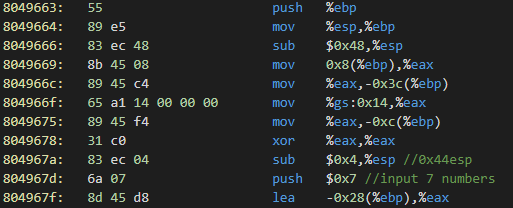 8049663: 55 push %ebp
8049664: 89 e5 mov %esp,%ebp
8049666: 83 ec 48 sub $0x48,%esp
8049669: 8b 45 08 mov 0x8(%ebp),%eax
804966c: 89 45 c4 mov %eax,-0x3c(%ebp)
804966f: 65 a1 14 00 00 00 mov %gs:0x14,%eax
8049675: 89 45 f4 mov %eax,-0xc(%ebp)
8049678: 31 c0 xor %eax,%eax
804967a: 83 ec 04 sub $0x4,%esp //0x44esp
804967d: 6a 07 push $0x7 //input 7 numbers
804967f: 8d 45 d8 lea -0x28(%ebp),%eax